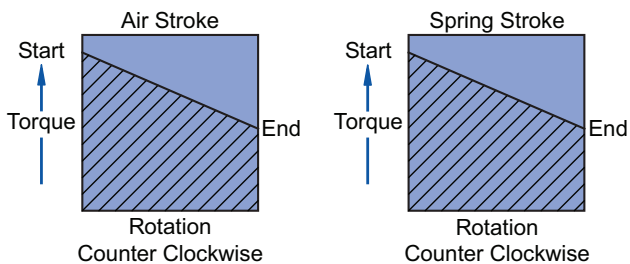 Air Stroke
Start
Torque
End
Rotation
Counter Clockwise
Spring Stroke
Start
Torque
End
Rotation
Counter Clockwise